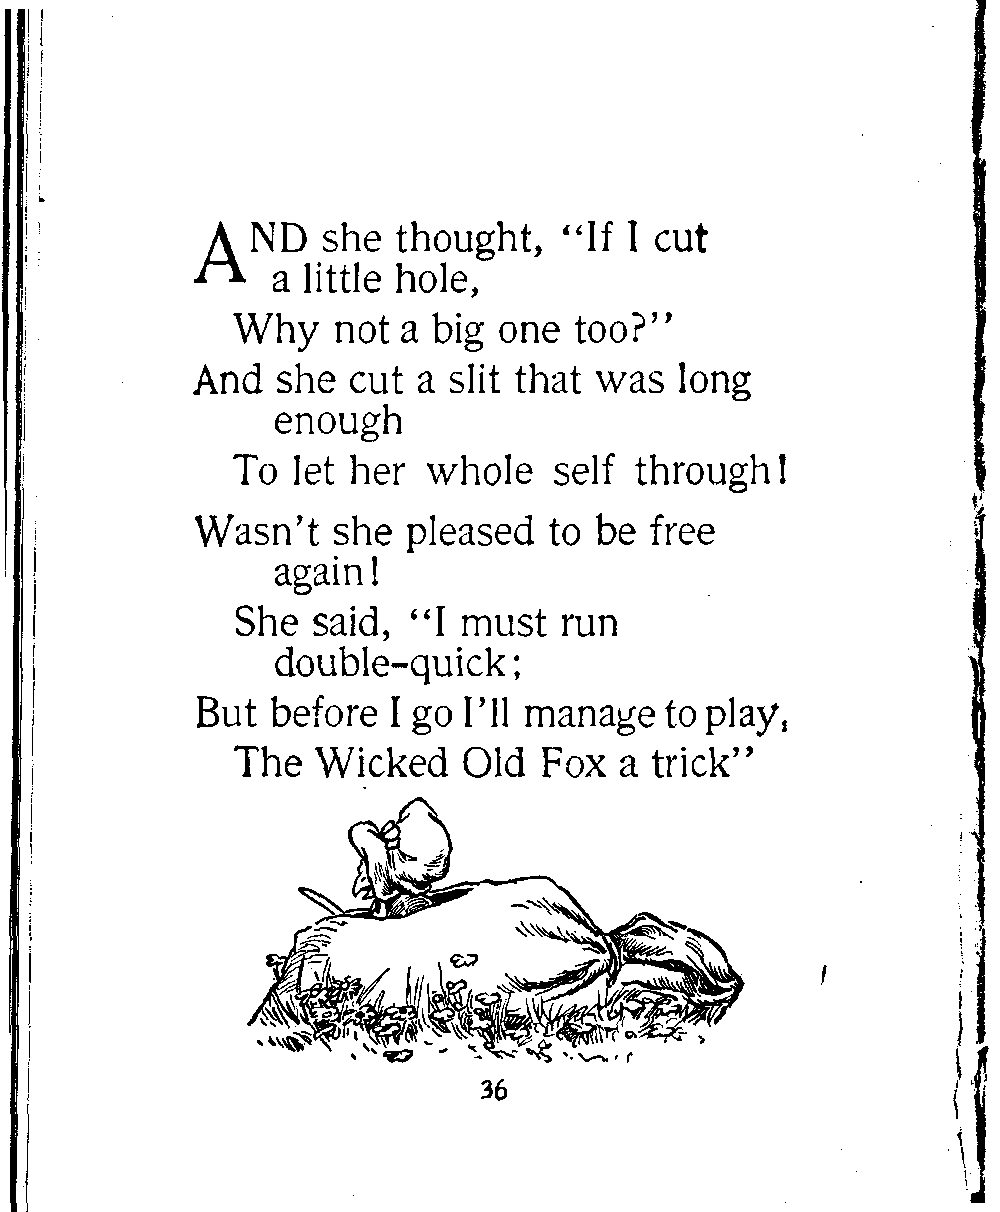 AND she thought, “If I cut
a little hole,
Why not a big one too?”
And she cut a slit that was long
enough
To let her whole self through!
Wasn't she pleased to be free
again!
She said, “I must run
double-quick;
But before I go I'll manage to play,
The Wicked Old Fox a trick”
36